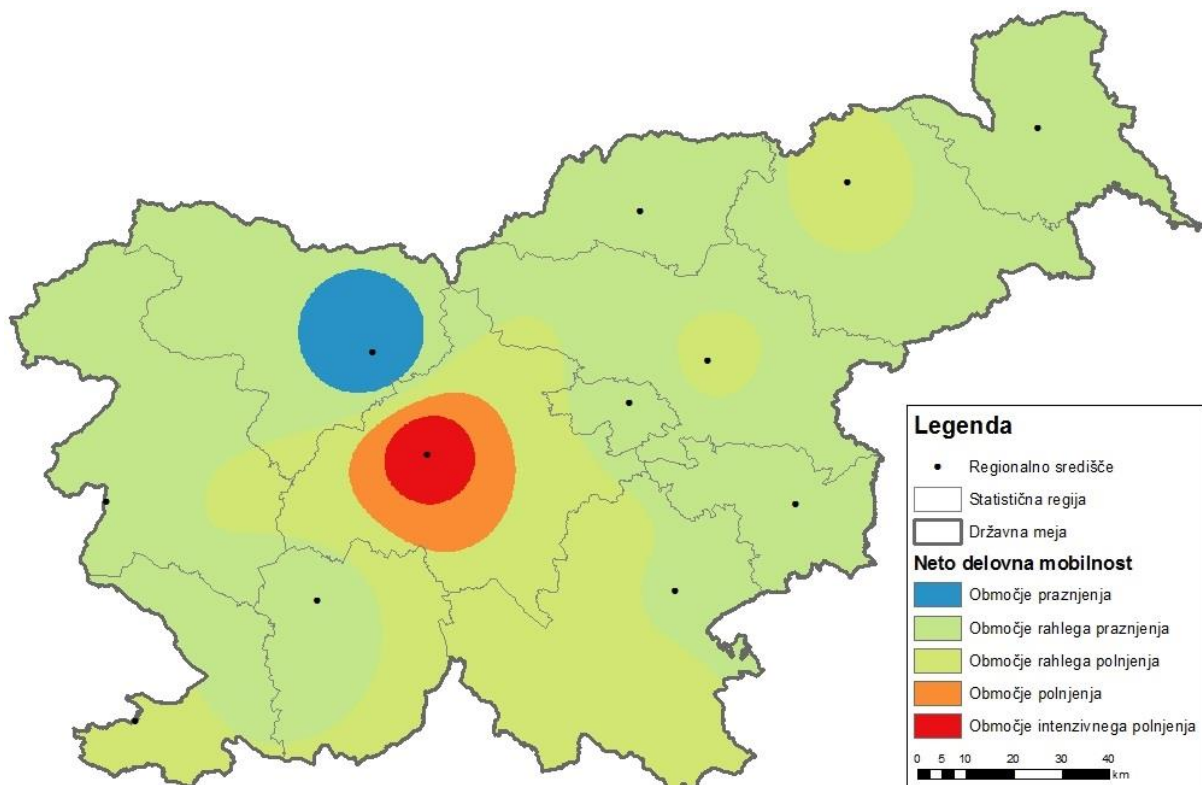 Legenda
Regionalno središče
Statistična regija
Državna meja
Neto delovna mobilnost
Območje praznjenja
Območje rahlega praznjenja
Območje rahlega polnjenja
Območje polnjenja
Območje intenzivnega polnjenja
0 5 10 20 30 40
km